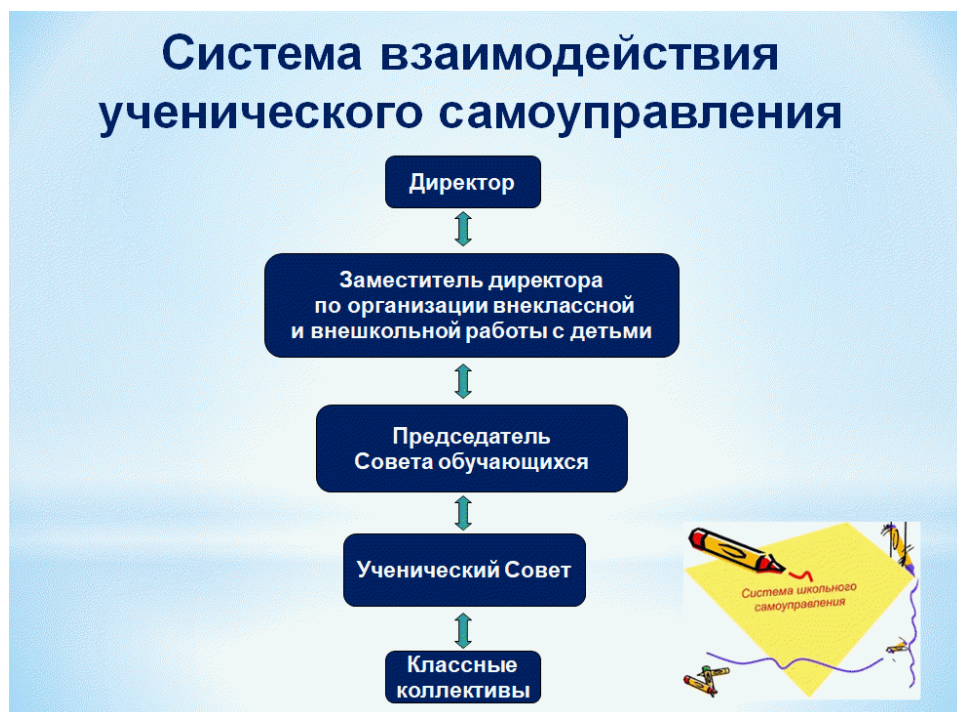 Система взаимодействия
ученического самоуправления
Директор
Заместитель директора
по организации внеклассной
и внешкольной работы с детьми
Председатель
Совета обучающихся
Ученический Совет
Классные
коллективы
Система школьного
самоуправления